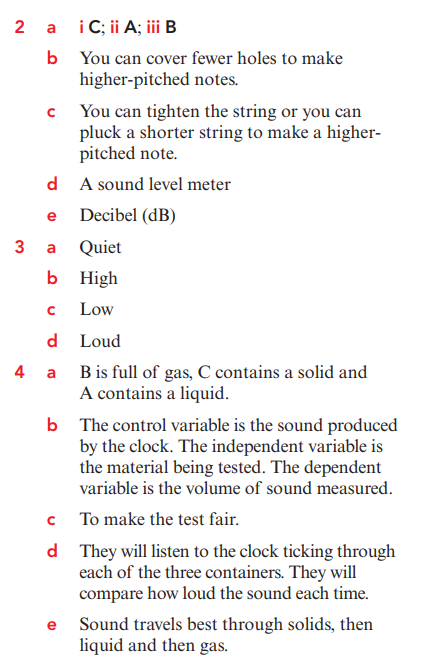 2 a i C; ii A; iii B
b You can cover fewer holes to make
higher-pitched notes.
c You can tighten the string or you can
pluck a shorter string to make a higher-
pitched note.
d A sound level meter
e Decibel (dB)
3 a Quiet
b High
c Low
d Loud
4 a B is full of gas, C contains a solid and
A contains a liquid.
b The control variable is the sound produced
by the clock. The independent variable is
the material being tested. The dependent
variable is the volume of sound measured.
c To make the test fair.
d They will listen to the clock ticking through
each of the three containers. They will
compare how loud the sound each time.
e Sound travels best through solids, then
liquid and then gas.